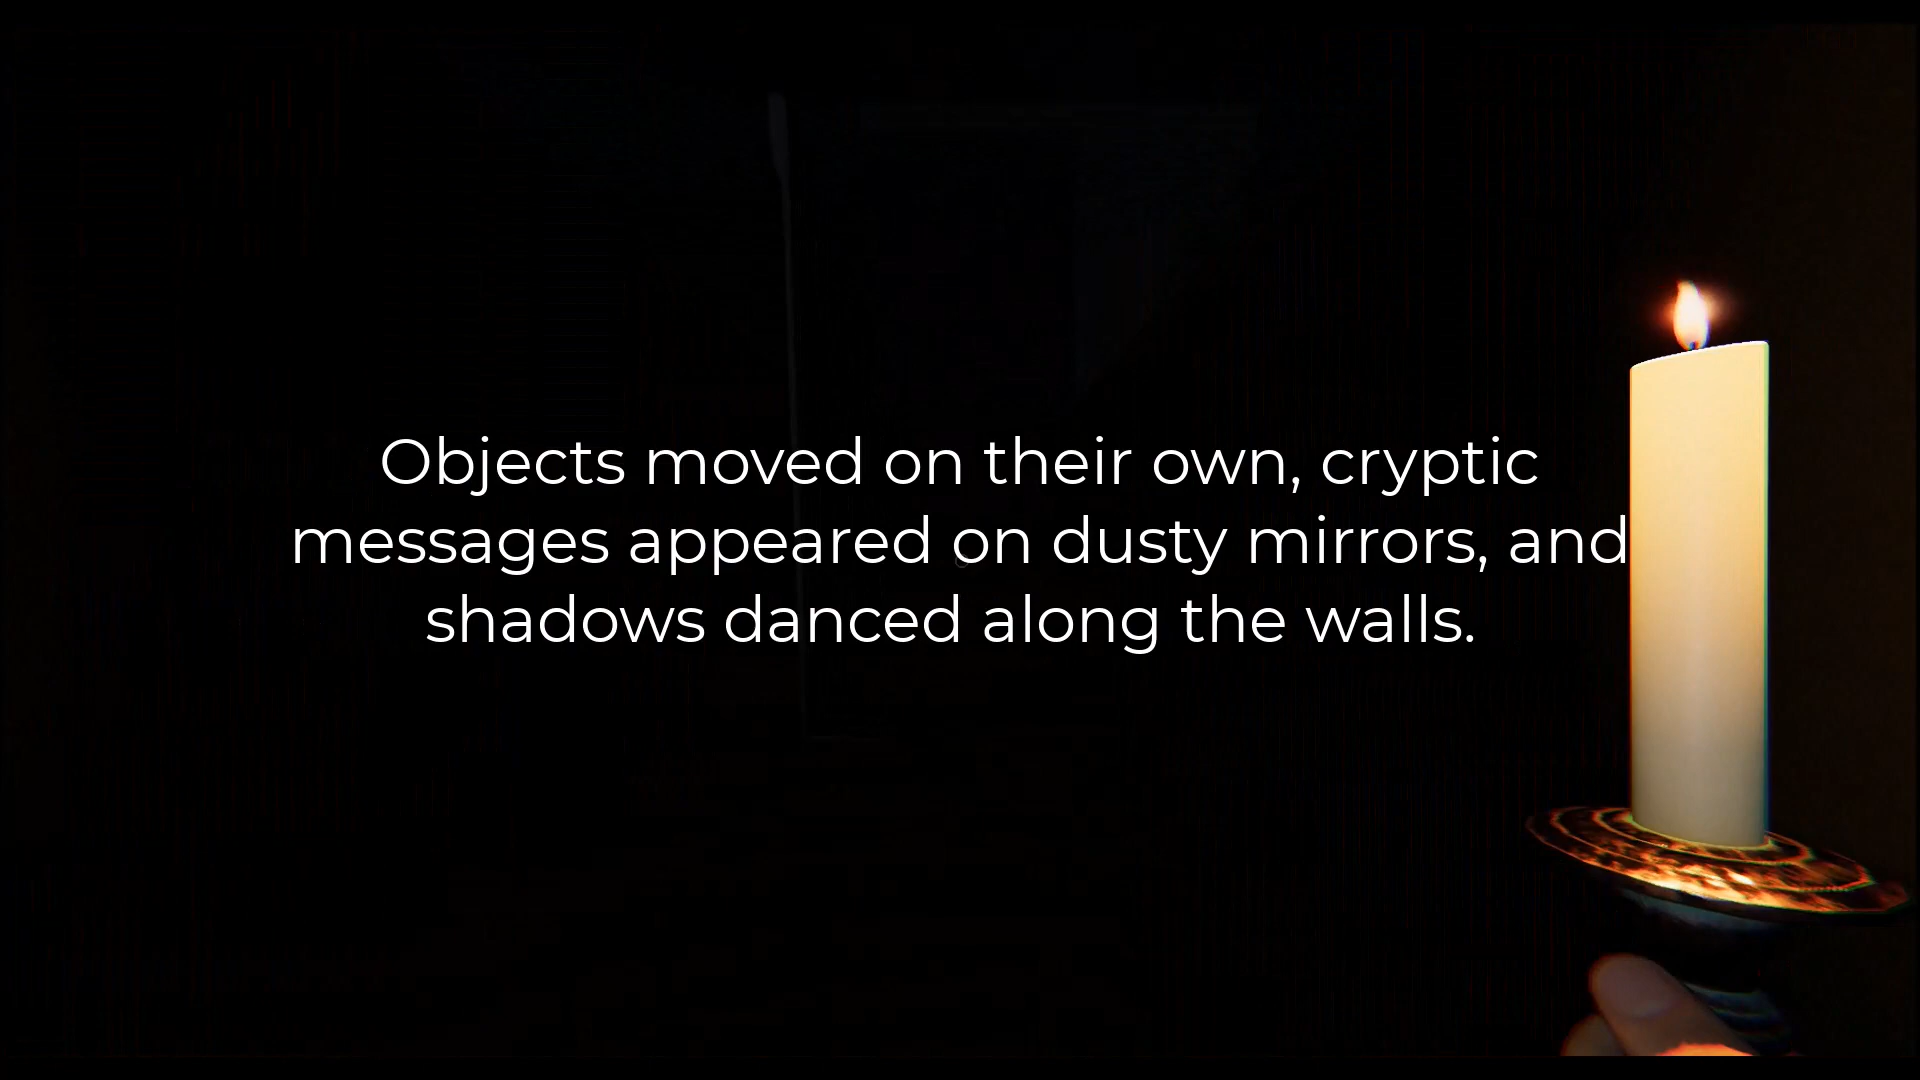 Objects moved on their own, cryptic
messages appeared on dusty mirrors, and
shadows danced along the walls.